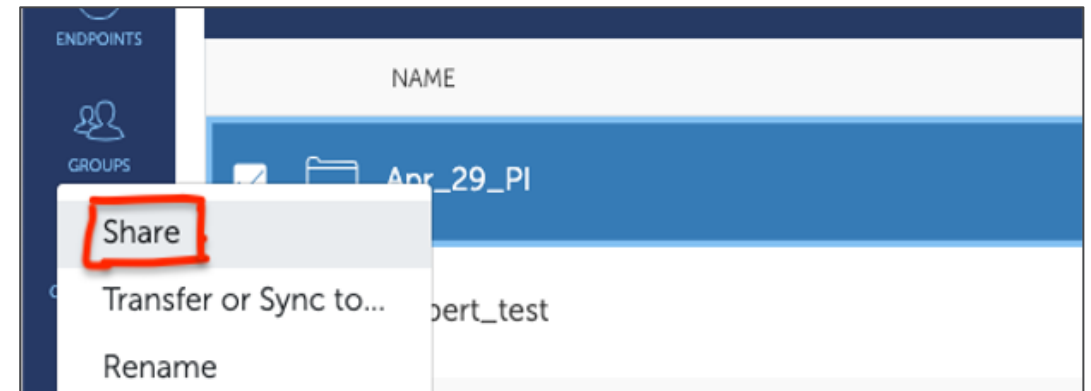 ENDPOINTS
NAME
GROUPS
Apr_29_PI
Share
Transfer or Sync to...
Rename